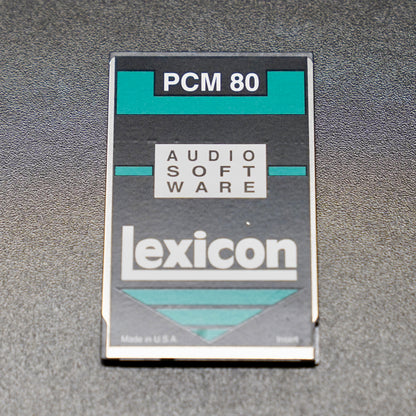 PCM 80
AUDIO
SOFT
WARE
Lexicon
Made in U.S.A.
Insert